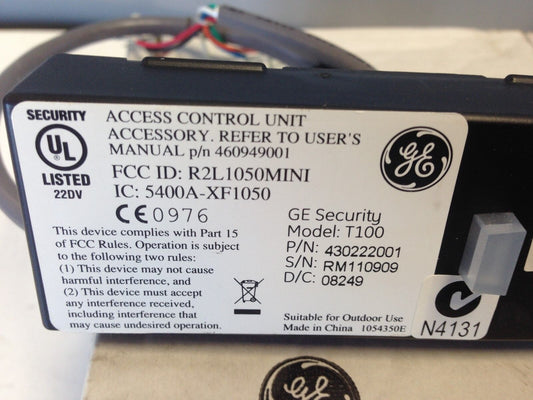 SECURITY
UL
LISTED
22DV
ACCESS CONTROL UNIT
ACCESSORY. REFER TO USER'S
MANUAL p/n 460949001
FCC ID: R2L1050MINI
IC: 5400A-XF1050
CE0976
This device complies with Part 15
of FCC Rules. Operation is subject
to the following two rules:
(1) This device may not cause
harmful interference, and
(2) This device must accept
any interference received,
including interference that
may cause undesired operation.
GE
GE Security
Model: T100
P/N: 430222001
S/N: RM110909
D/C: 08249
Suitable for Outdoor Use
Made in China 1054350E
N4131
GE